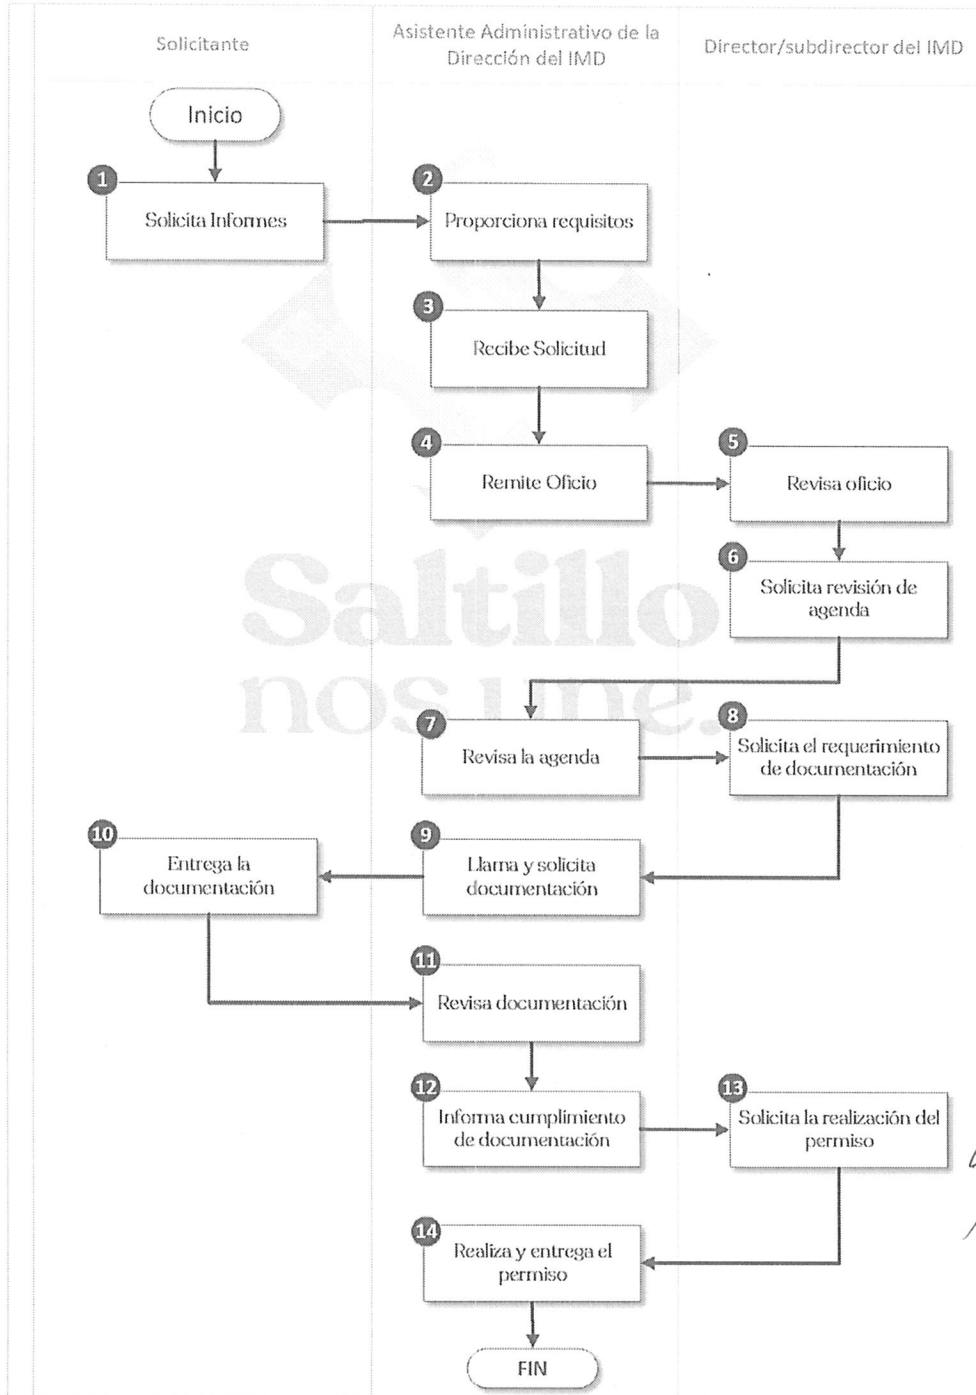 Solicitante
Asistente Administrativo de la
Dirección del IMD
Director/subdirector del IMD
Inicio
1
Solicita Informes
2
Proporciona requisitos
3
Recibe Solicitud
4
Remite Oficio
5
Revisa oficio
6
Solicita revisión de
agenda
Saltillo
nos une.
7
Revisa la agenda
8
Solicita el requerimiento
de documentación
9
Llama y solicita
documentación
10
Entrega la
documentación
11
Revisa documentación
12
Informa cumplimiento
de documentación
13
Solicita la realización del
permiso
14
Realiza y entrega el
permiso
FIN